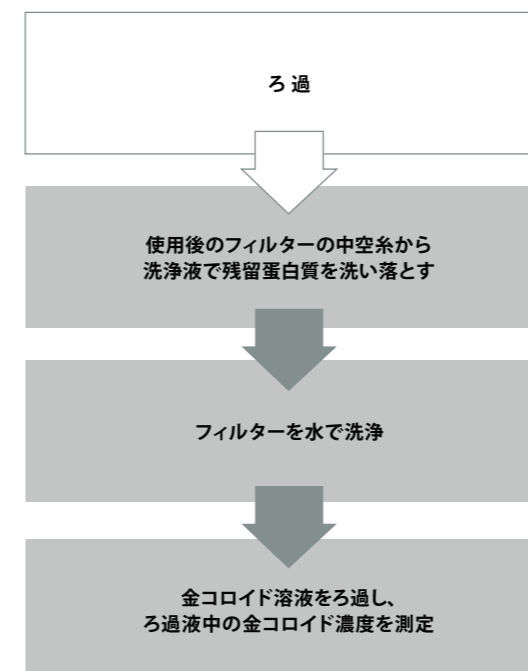 ろ過
使用後のフィルターの中空糸から
洗浄液で残留蛋白質を洗い落とす
フィルターを水で洗浄
金コロイド溶液をろ過し、
ろ過液中の金コロイド濃度を測定